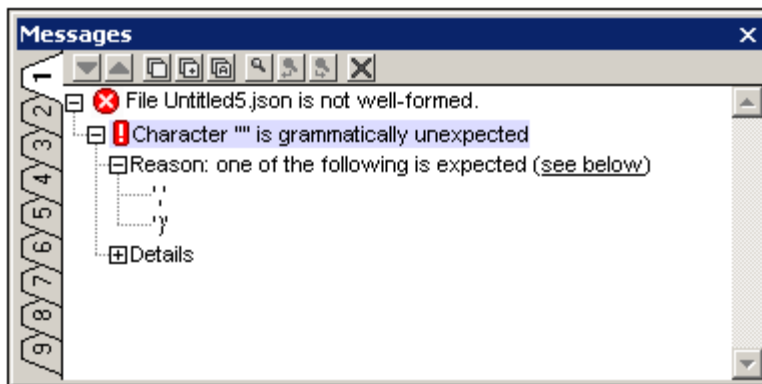 Messages
1
2
3
4
5
6
7
8
9
File Untitled5.json is not well-formed.
Character '"' is grammatically unexpected
Reason: one of the following is expected (see below)
','
'}'
Details